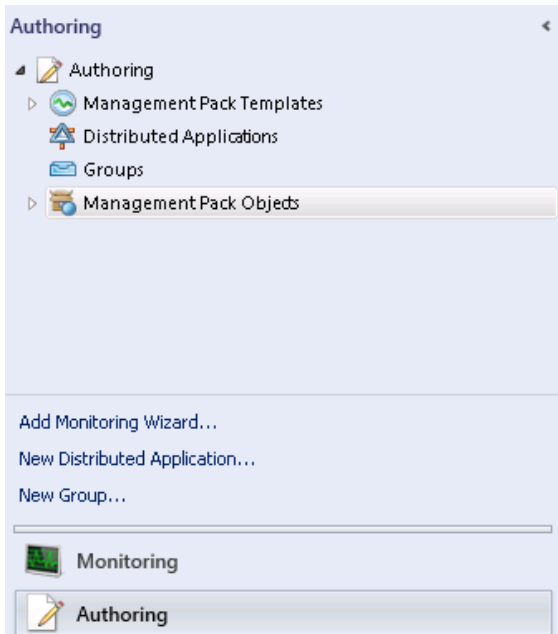 Authoring
Authoring
Management Pack Templates
Distributed Applications
Groups
Management Pack Objects
Add Monitoring Wizard...
New Distributed Application...
New Group...
Monitoring
Authoring